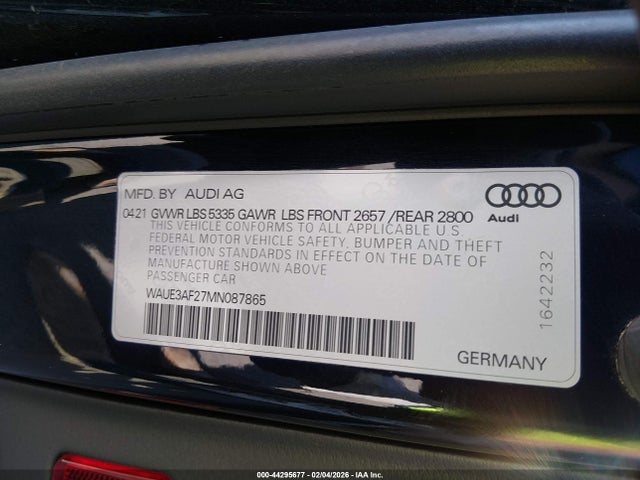 MFD. BY AUDI AG
0421 GVWR LBS 5335 GAWR LBS FRONT 2657 /REAR 2800
THIS VEHICLE CONFORMS TO ALL APPLICABLE U.S.
FEDERAL MOTOR VEHICLE SAFETY, BUMPER AND THEFT
PREVENTION STANDARDS IN EFFECT ON THE DATE OF
MANUFACTURE SHOWN ABOVE
PASSENGER CAR
WAUE3AF27MN087865
Audi
1642232
GERMANY
000-44295677 - 02/04/2026 - IAAI Inc.